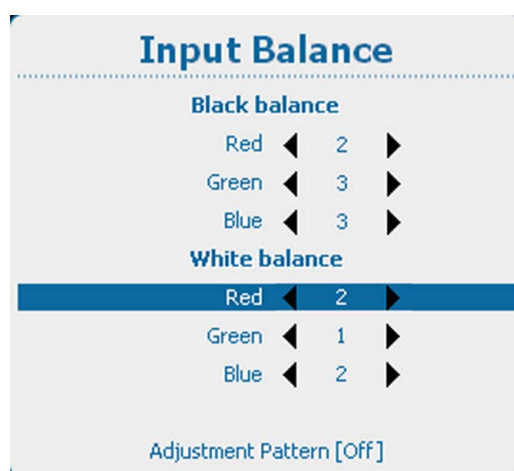 Input Balance
Black balance
Red 2
Green 3
Blue 3
White balance
Red 2
Green 1
Blue 2
Adjustment Pattern [Off]